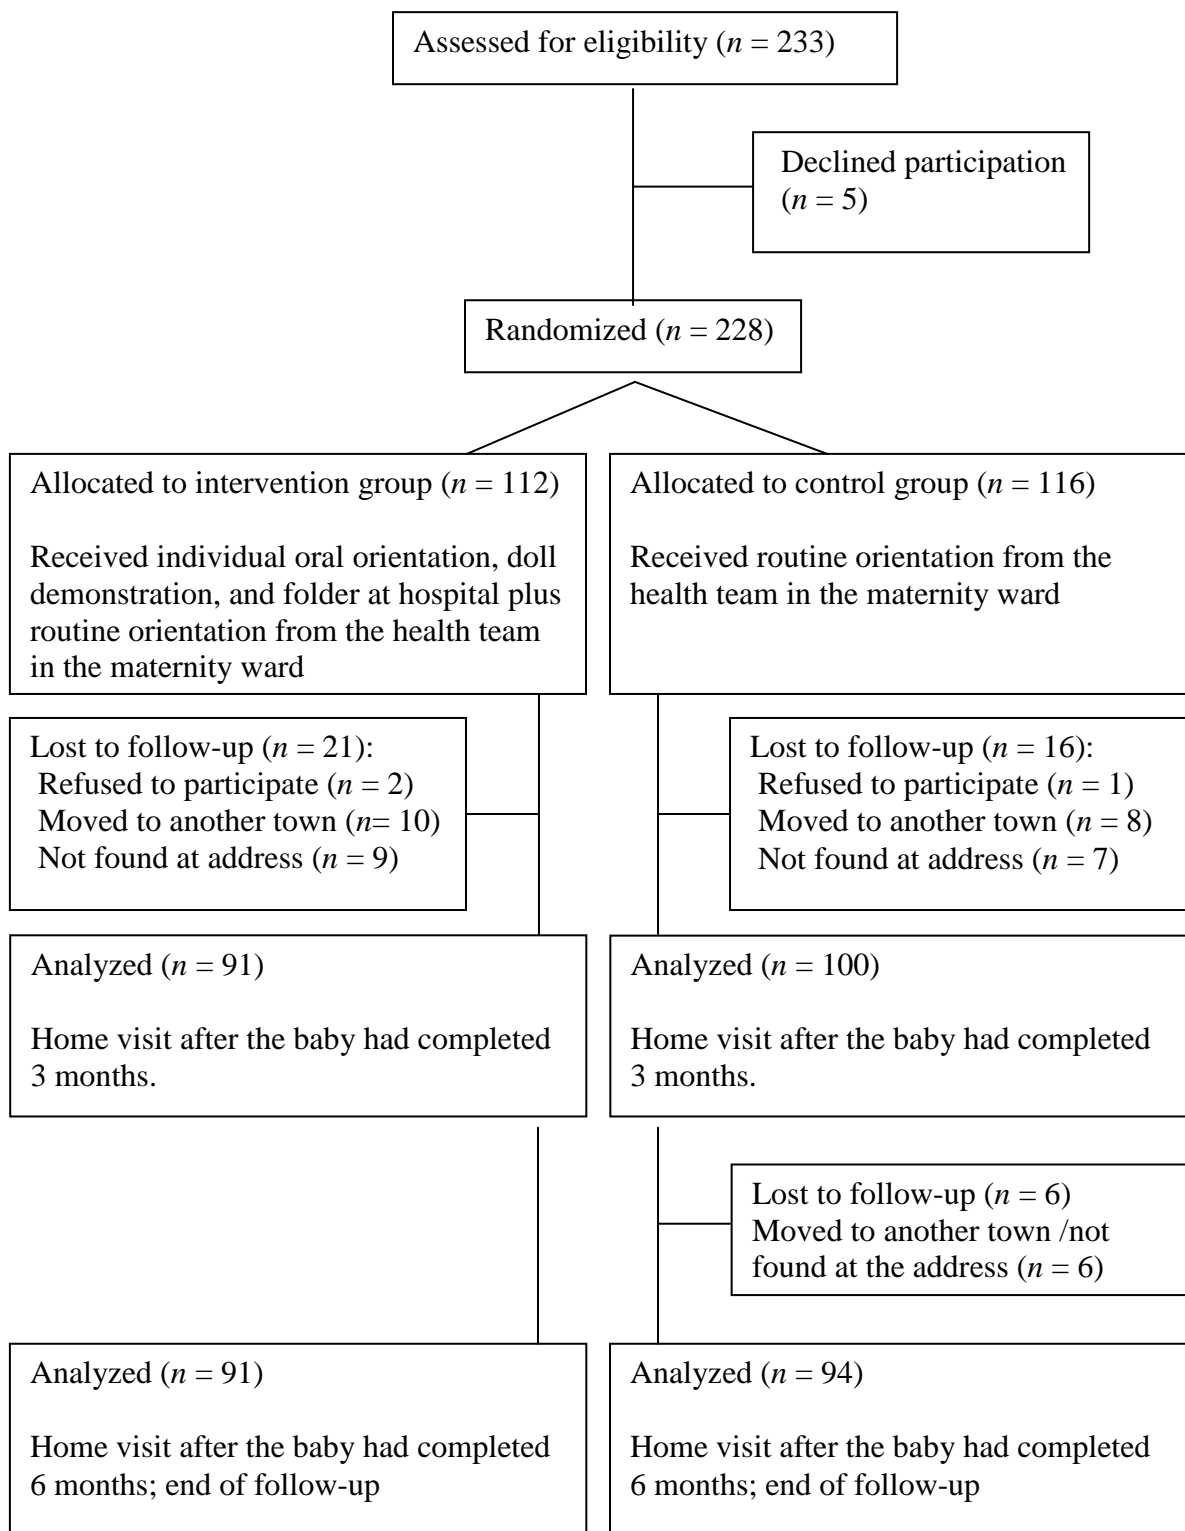 Assessed for eligibility (n = 233)
Declined participation
(n = 5)
Randomized (n = 228)
Allocated to intervention group (n = 112)
Received individual oral orientation, doll
demonstration, and folder at hospital plus
routine orientation from the health team
in the maternity ward
Allocated to control group (n = 116)
Received routine orientation from the
health team in the maternity ward
Lost to follow-up (n = 21):
Refused to participate (n = 2)
Moved to another town (n= 10)
Not found at address (n = 9)
Lost to follow-up (n = 16):
Refused to participate (n = 1)
Moved to another town (n = 8)
Not found at address (n = 7)
Analyzed (n = 91)
Home visit after the baby had completed
3 months.
Analyzed (n = 100)
Home visit after the baby had completed
3 months.
Lost to follow-up (n = 6)
Moved to another town /not
found at the address (n = 6)
Analyzed (n = 91)
Home visit after the baby had completed
6 months; end of follow-up
Analyzed (n = 94)
Home visit after the baby had completed
6 months; end of follow-up